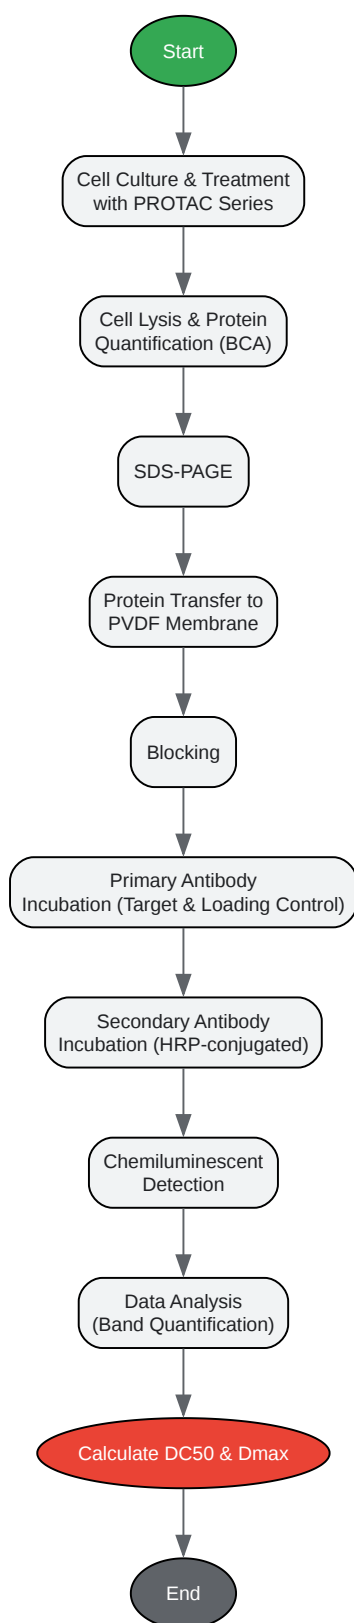 Start
Cell Culture & Treatment
with PROTAC Series
Cell Lysis & Protein
Quantification (BCA)
SDS-PAGE
Protein Transfer to
PVDF Membrane
Blocking
Primary Antibody
Incubation (Target & Loading Control)
Secondary Antibody
Incubation (HRP-conjugated)
Chemiluminescent
Detection
Data Analysis
(Band Quantification)
Calculate DC50 & Dmax
End